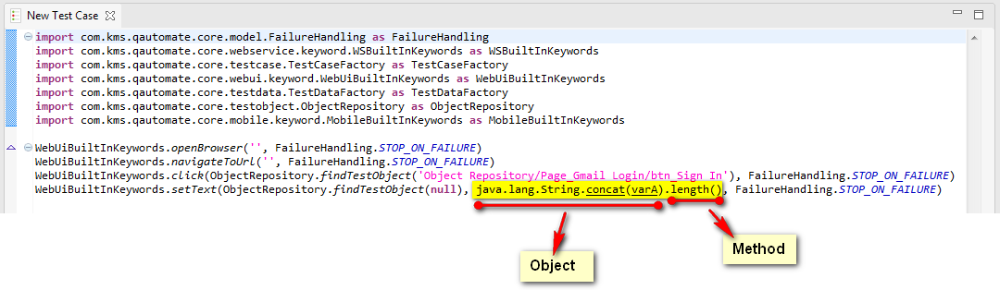 New Test Case
import com.kms.qautomate.core.model.FailureHandling as FailureHandling
import com.kms.qautomate.core.webservice.keyword.WSBuiltInKeywords as WSBuiltInKeywords
import com.kms.qautomate.core.testcase.TestCaseFactory as TestCaseFactory
import com.kms.qautomate.core.webui.keyword.WebUiBuiltInKeywords as WebUiBuiltInKeywords
import com.kms.qautomate.core.testdata.TestDataFactory as TestDataFactory
import com.kms.qautomate.core.testobject.ObjectRepository as ObjectRepository
import com.kms.qautomate.core.mobile.keyword.MobileBuiltInKeywords as MobileBuiltInKeywords
WebUiBuiltInKeywords.openBrowser('', FailureHandling.STOP_ON_FAILURE)
WebUiBuiltInKeywords.navigateToUrl('', FailureHandling.STOP_ON_FAILURE)
WebUiBuiltInKeywords.click(ObjectRepository.findTestObject('Object Repository/Page_Gmail Login/btn_Sign In'), FailureHandling.STOP_ON_FAILURE)
WebUiBuiltInKeywords.setText(ObjectRepository.findTestObject(null), java.lang.String.concat(varA).length(), FailureHandling.STOP_ON_FAILURE)
Method
Object